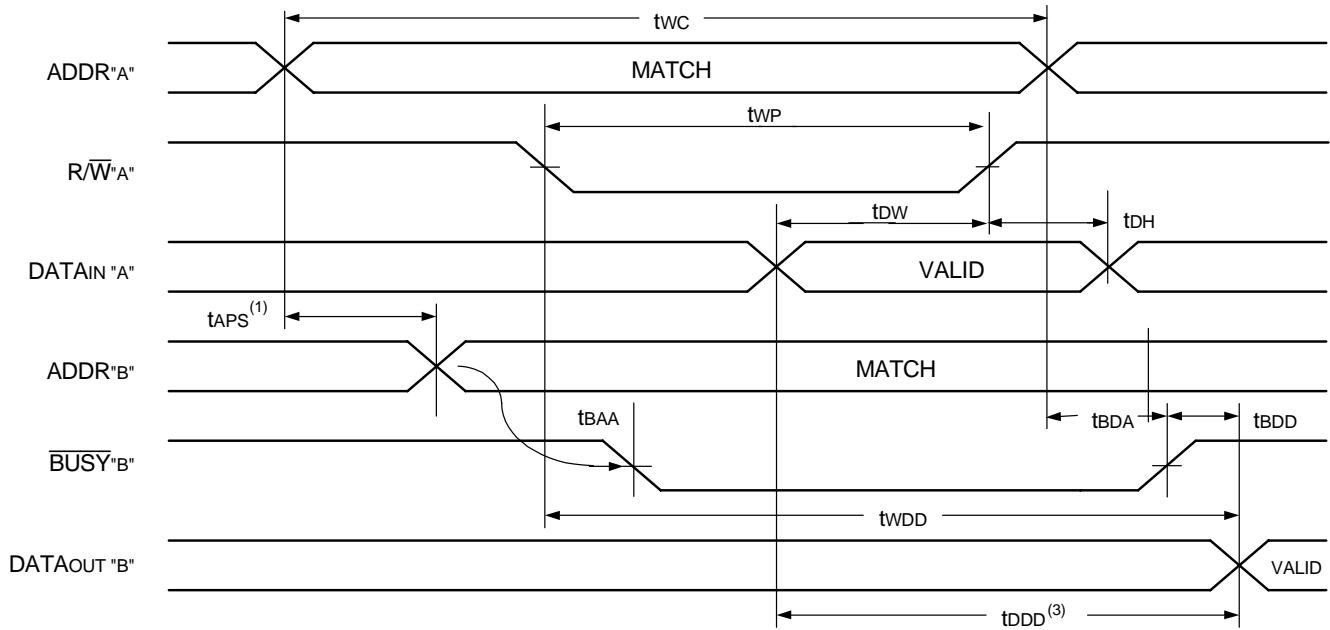 tWC
ADDR"A"
MATCH
tWP
R/W̅"A"
tDW
tDH
DATAIN "A"
VALID
tAPS(1)
ADDR"B"
MATCH
tBAA
tBDA
tBDD
B̅U̅S̅Y̅"B"
tWDD
DATAOUT "B"
VALID
tDDD(3)